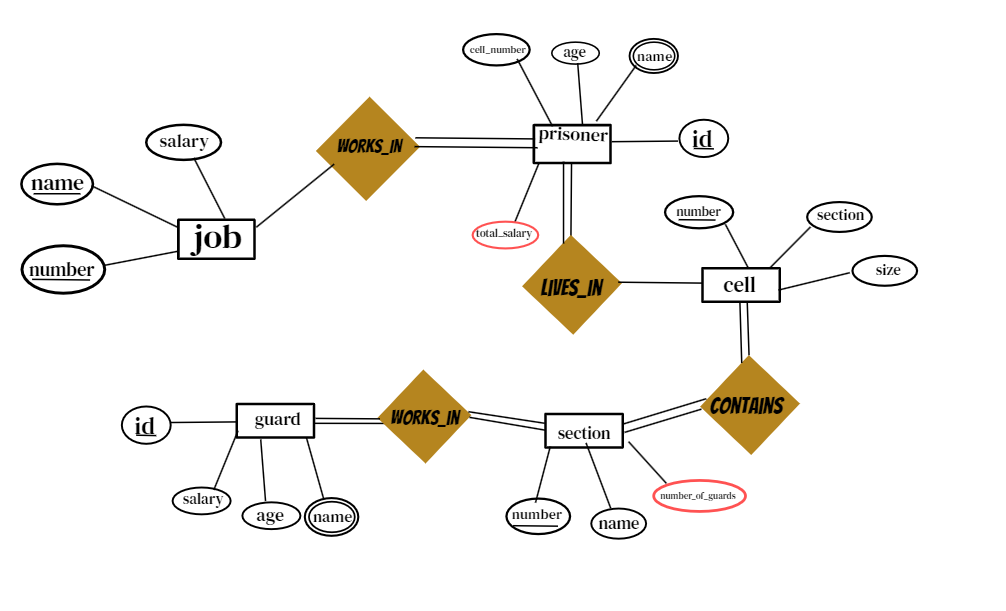 cell_number
age
name
prisoner
id
WORKS_IN
salary
name
job
number
total_salary
number
section
cell
size
LIVES_IN
CONTAINS
guard
WORKS_IN
section
id
salary
age
name
number
name
number_of_guards